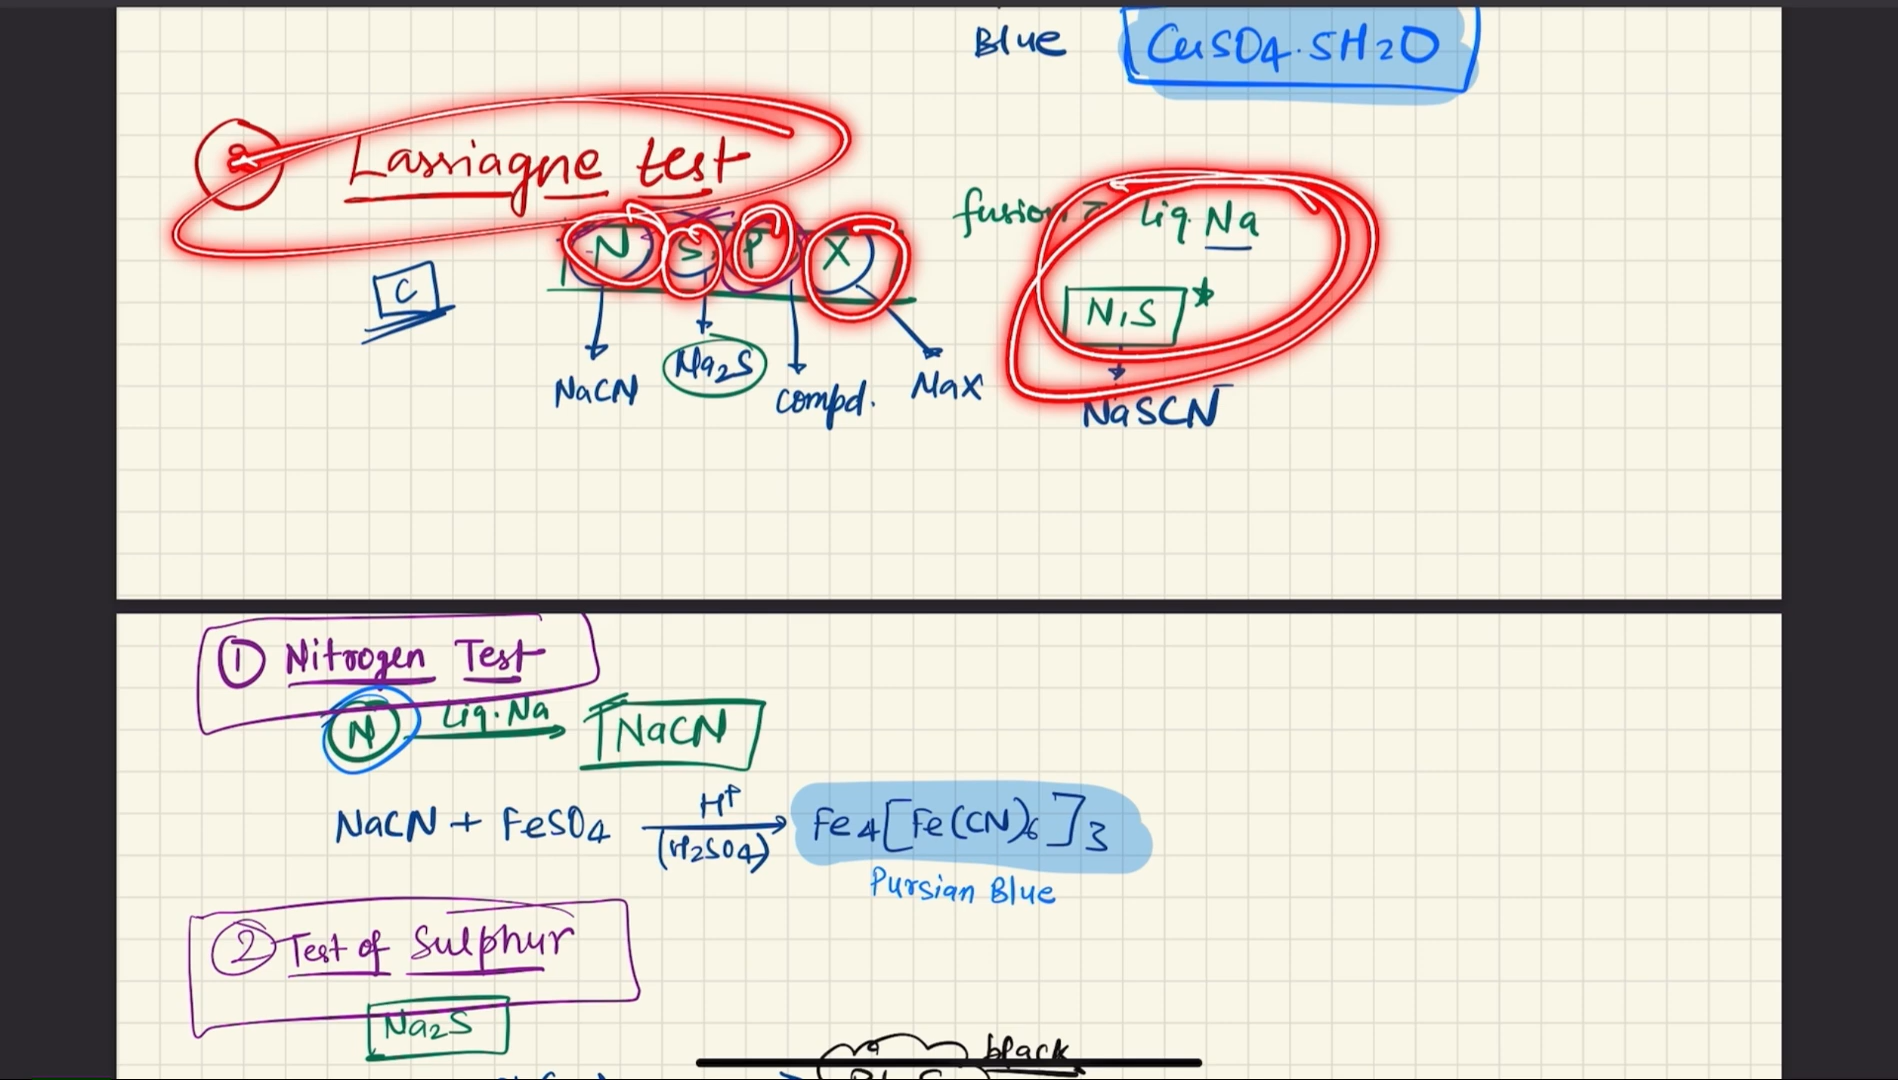 Blue CuSO4.5H2O
2 Lassiagne test
fusion → Liq. Na
N S P X
C
N,S *
NaCN Na2S Compd. NaX
NaSCN
① Nitrogen Test
N Liq. Na NaCN
NaCN + FeSO4 H+ (H2SO4) Fe4[Fe(CN)6]3
Pursian Blue
② Test of Sulphur
Na2S
black